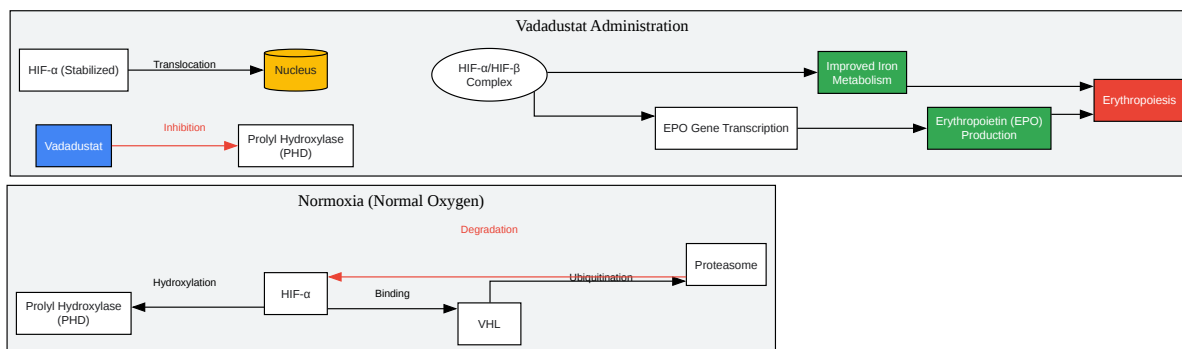 Vadadustat Administration
HIF-α (Stabilized)
Translocation
Nucleus
HIF-α/HIF-β
Complex
Improved Iron
Metabolism
Erythropoiesis
EPO Gene Transcription
Erythropoietin (EPO)
Production
Vadadustat
Inhibition
Prolyl Hydroxylase
(PHD)
Normoxia (Normal Oxygen)
Degradation
Proteasome
Ubiquitination
Hydroxylation
HIF-α
Binding
Prolyl Hydroxylase
(PHD)
VHL